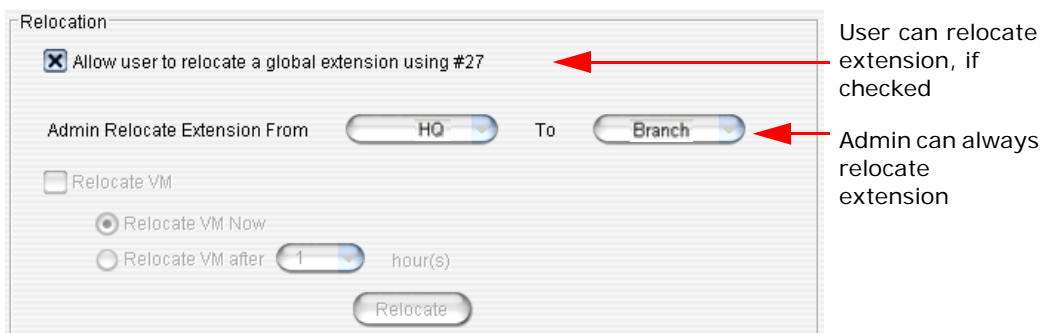 Relocation
Allow user to relocate a global extension using #27
User can relocate
extension, if
checked
Admin Relocate Extension From HQ To Branch
Admin can always
relocate
extension
Relocate VM
Relocate VM Now
Relocate VM after 1 hour(s)
Relocate